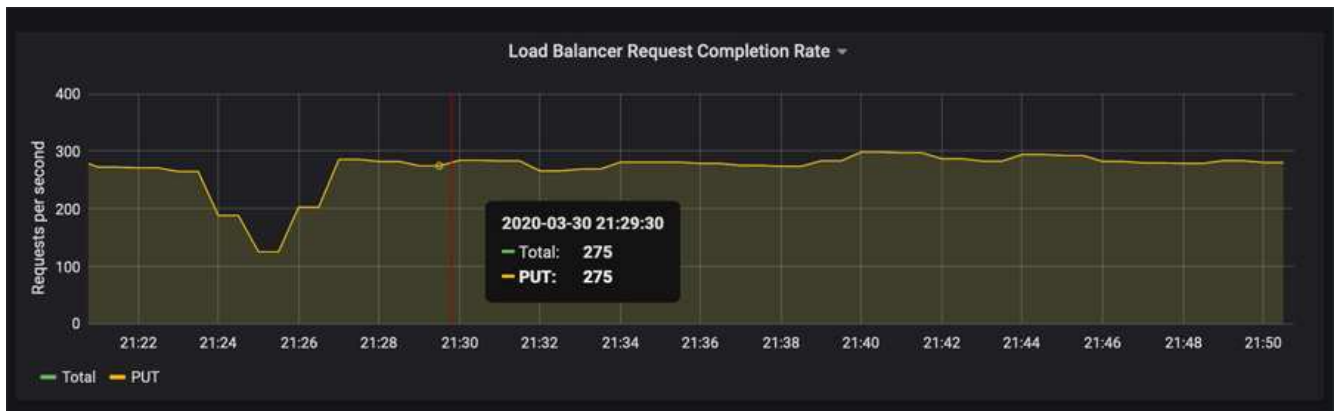 Load Balancer Request Completion Rate
400
300
200
100
0
Requests per second
2020-03-30 21:29:30
Total: 275
PUT: 275
21:22 21:24 21:26 21:28 21:30 21:32 21:34 21:36 21:38 21:40 21:42 21:44 21:46 21:48 21:50
Total PUT